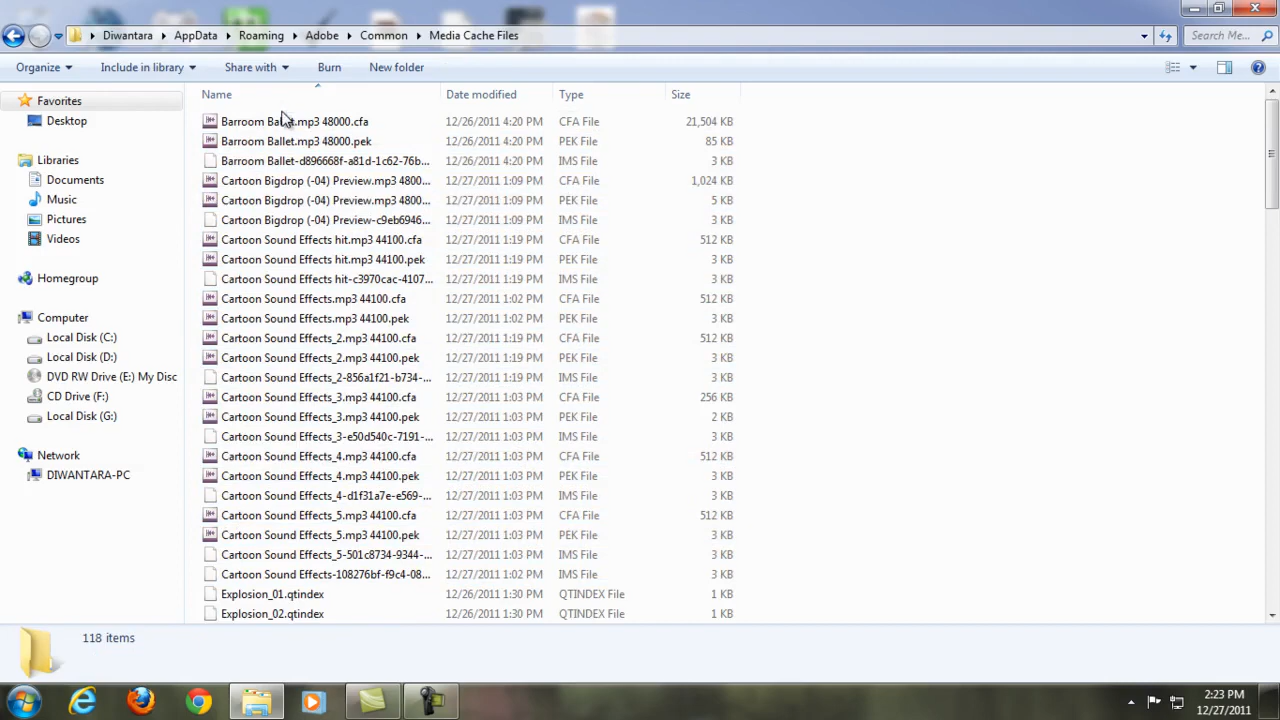 Diwantara AppData Roaming Adobe Common Media Cache Files
Search Me...
Organize Include in library Share with Burn New folder
Favorites
Desktop
Libraries
Documents
Music
Pictures
Videos
Homegroup
Computer
Local Disk (C:)
Local Disk (D:)
DVD RW Drive (E:) My Disc
CD Drive (F:)
Local Disk (G:)
Network
DIWANTARA-PC
Name Date modified Type Size
Barroom Ballet.mp3 48000.cfa 12/26/2011 4:20 PM CFA File 21,504 KB
Barroom Ballet.mp3 48000.pek 12/26/2011 4:20 PM PEK File 85 KB
Barroom Ballet-d896668f-a81d-1c62-76b... 12/26/2011 4:20 PM IMS File 3 KB
Cartoon Bigdrop (-04) Preview.mp3 4800... 12/27/2011 1:09 PM CFA File 1,024 KB
Cartoon Bigdrop (-04) Preview.mp3 4800... 12/27/2011 1:09 PM PEK File 5 KB
Cartoon Bigdrop (-04) Preview-c9eb6946... 12/27/2011 1:09 PM IMS File 3 KB
Cartoon Sound Effects hit.mp3 44100.cfa 12/27/2011 1:19 PM CFA File 512 KB
Cartoon Sound Effects hit.mp3 44100.pek 12/27/2011 1:19 PM PEK File 3 KB
Cartoon Sound Effects hit-c3970cac-4107... 12/27/2011 1:19 PM IMS File 3 KB
Cartoon Sound Effects.mp3 44100.cfa 12/27/2011 1:02 PM CFA File 512 KB
Cartoon Sound Effects.mp3 44100.pek 12/27/2011 1:02 PM PEK File 3 KB
Cartoon Sound Effects_2.mp3 44100.cfa 12/27/2011 1:19 PM CFA File 512 KB
Cartoon Sound Effects_2.mp3 44100.pek 12/27/2011 1:19 PM PEK File 3 KB
Cartoon Sound Effects_2-856a1f21-b734-... 12/27/2011 1:19 PM IMS File 3 KB
Cartoon Sound Effects_3.mp3 44100.cfa 12/27/2011 1:03 PM CFA File 256 KB
Cartoon Sound Effects_3.mp3 44100.pek 12/27/2011 1:03 PM PEK File 2 KB
Cartoon Sound Effects_3-e50d540c-7191-... 12/27/2011 1:03 PM IMS File 3 KB
Cartoon Sound Effects_4.mp3 44100.cfa 12/27/2011 1:03 PM CFA File 512 KB
Cartoon Sound Effects_4.mp3 44100.pek 12/27/2011 1:03 PM PEK File 3 KB
Cartoon Sound Effects_4-d1f31a7e-e569-... 12/27/2011 1:03 PM IMS File 3 KB
Cartoon Sound Effects_5.mp3 44100.cfa 12/27/2011 1:03 PM CFA File 512 KB
Cartoon Sound Effects_5.mp3 44100.pek 12/27/2011 1:03 PM PEK File 3 KB
Cartoon Sound Effects_5-501c8734-9344-... 12/27/2011 1:03 PM IMS File 3 KB
Cartoon Sound Effects-108276bf-f9c4-08... 12/27/2011 1:02 PM IMS File 3 KB
Explosion_01.qtindex 12/26/2011 1:30 PM QTINDEX File 1 KB
Explosion_02.qtindex 12/26/2011 1:30 PM QTINDEX File 1 KB
118 items
2:23 PM
12/27/2011